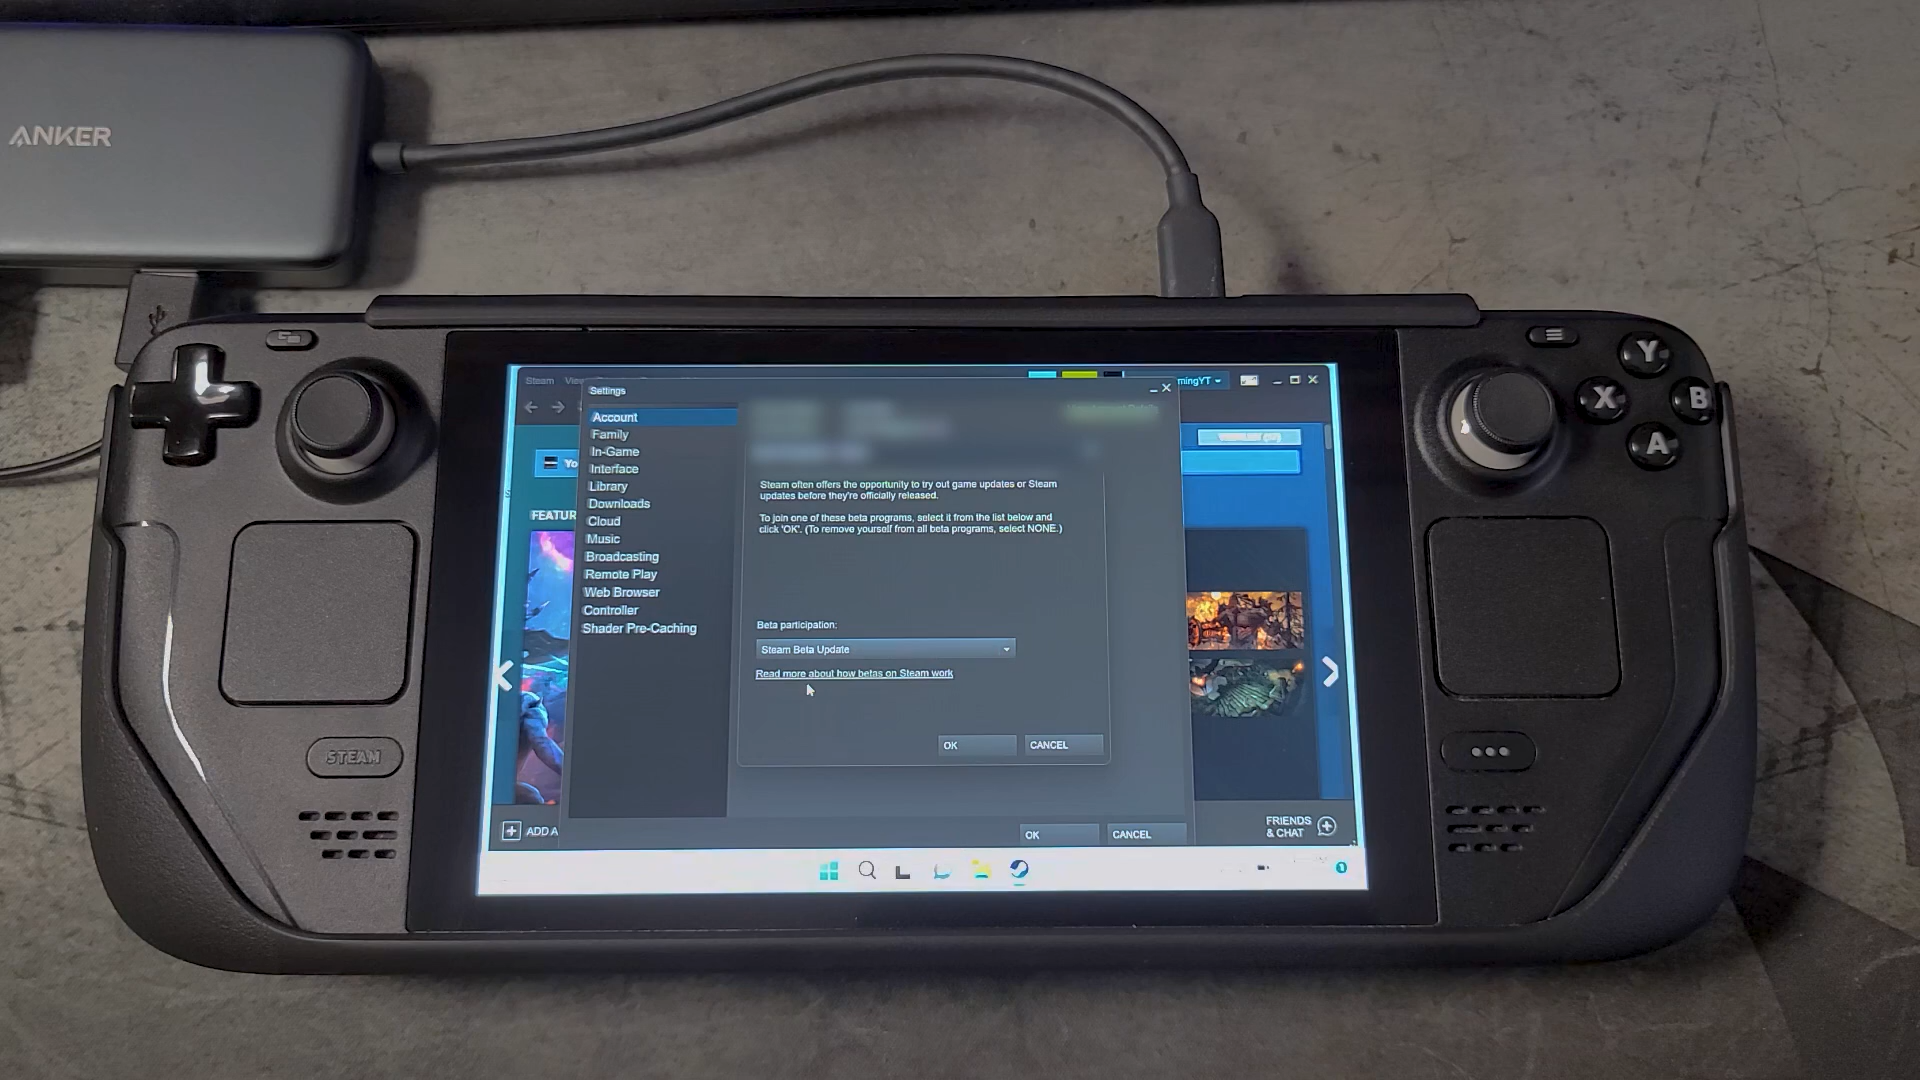 ANKER
Y
X
B
A
STEAM
Steam
mingYT
Settings
Account
Family
In-Game
Interface
Library
Downloads
Cloud
Music
Broadcasting
Remote Play
Web Browser
Controller
Shader Pre-Caching
Yo
FEATUR
Steam often offers the opportunity to try out game updates or Steam
updates before they're officially released.
To join one of these beta programs, select it from the list below and
click 'OK'. (To remove yourself from all beta programs, select NONE.)
Beta participation:
Steam Beta Update
Read more about how betas on Steam work
OK
CANCEL
OK
CANCEL
ADD A
FRIENDS
& CHAT